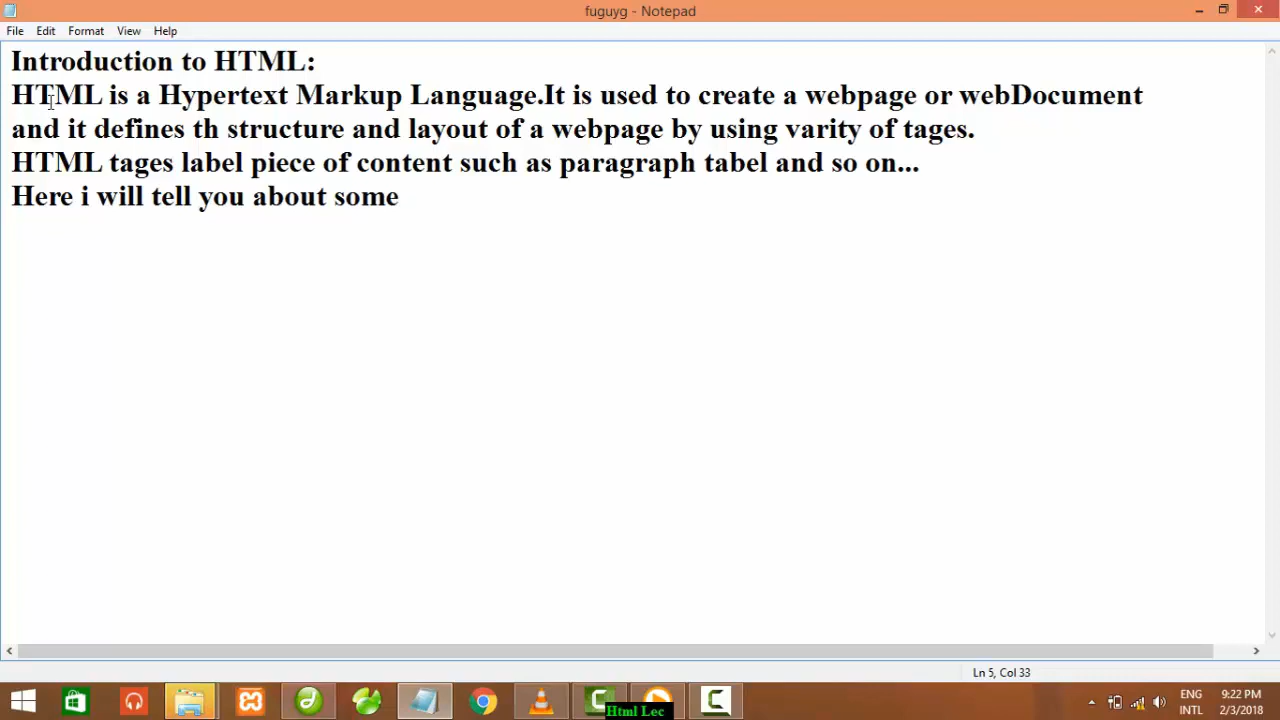 fuguyg - Notepad
File Edit Format View Help
Introduction to HTML:
HTML is a Hypertext Markup Language.It is used to create a webpage or webDocument
and it defines th structure and layout of a webpage by using varity of tages.
HTML tages label piece of content such as paragraph tabel and so on...
Here i will tell you about some
Ln 5, Col 33
Html Lec
ENG
INTL
9:22 PM
2/3/2018